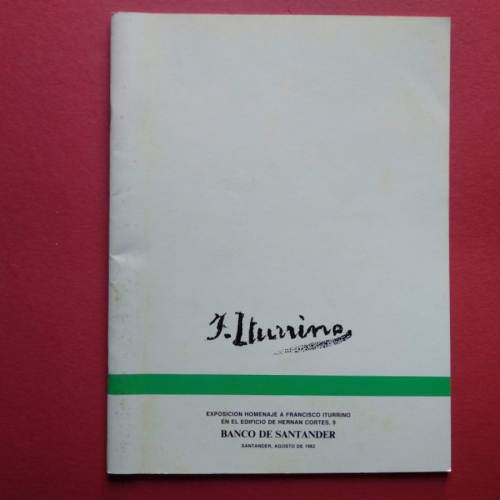 F. Iturrino
EXPOSICION HOMENAJE A FRANCISCO ITURRINO
EN EL EDIFICIO DE HERNAN CORTES, 9
BANCO DE SANTANDER
SANTANDER, AGOSTO DE 1982